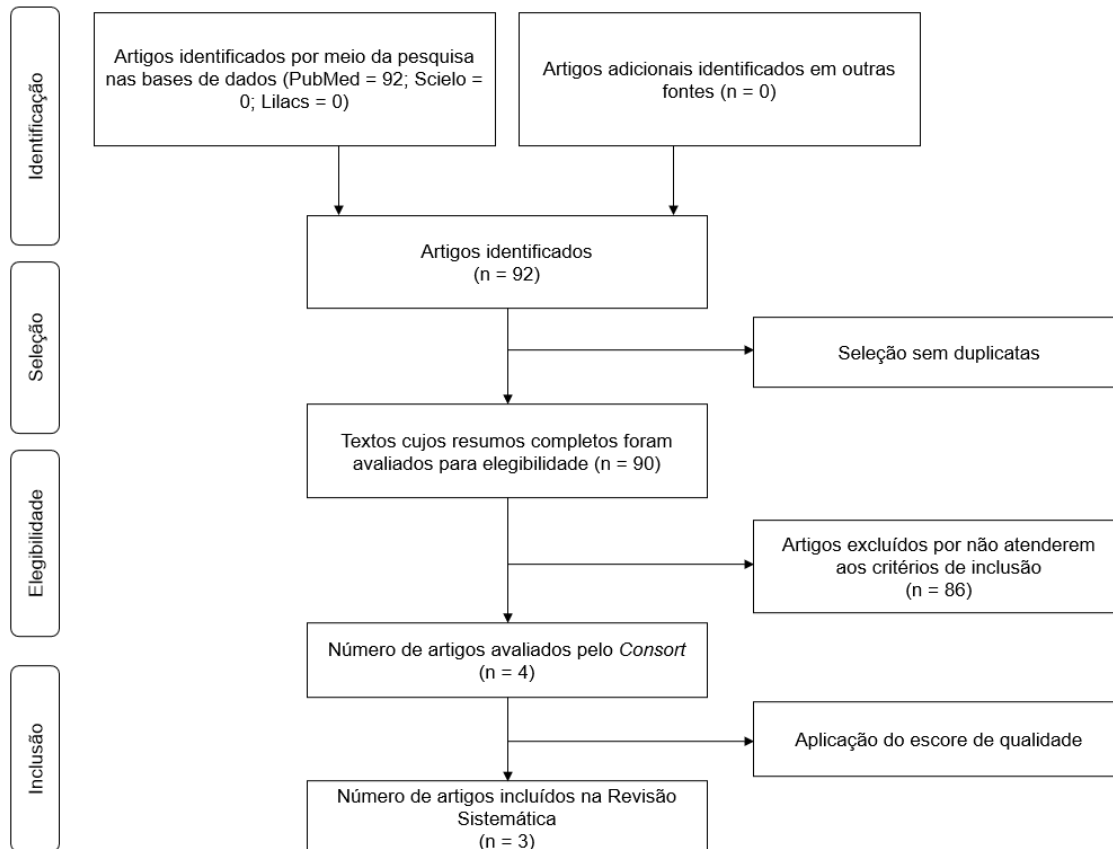 Identificação
Artigos identificados por meio da pesquisa
nas bases de dados (PubMed = 92; Scielo =
0; Lilacs = 0)
Artigos adicionais identificados em outras
fontes (n = 0)
Artigos identificados
(n = 92)
Seleção
Seleção sem duplicatas
Textos cujos resumos completos foram
avaliados para elegibilidade (n = 90)
Elegibilidade
Artigos excluídos por não atenderem
aos critérios de inclusão
(n = 86)
Número de artigos avaliados pelo Consort
(n = 4)
Inclusão
Aplicação do escore de qualidade
Número de artigos incluídos na Revisão
Sistemática
(n = 3)